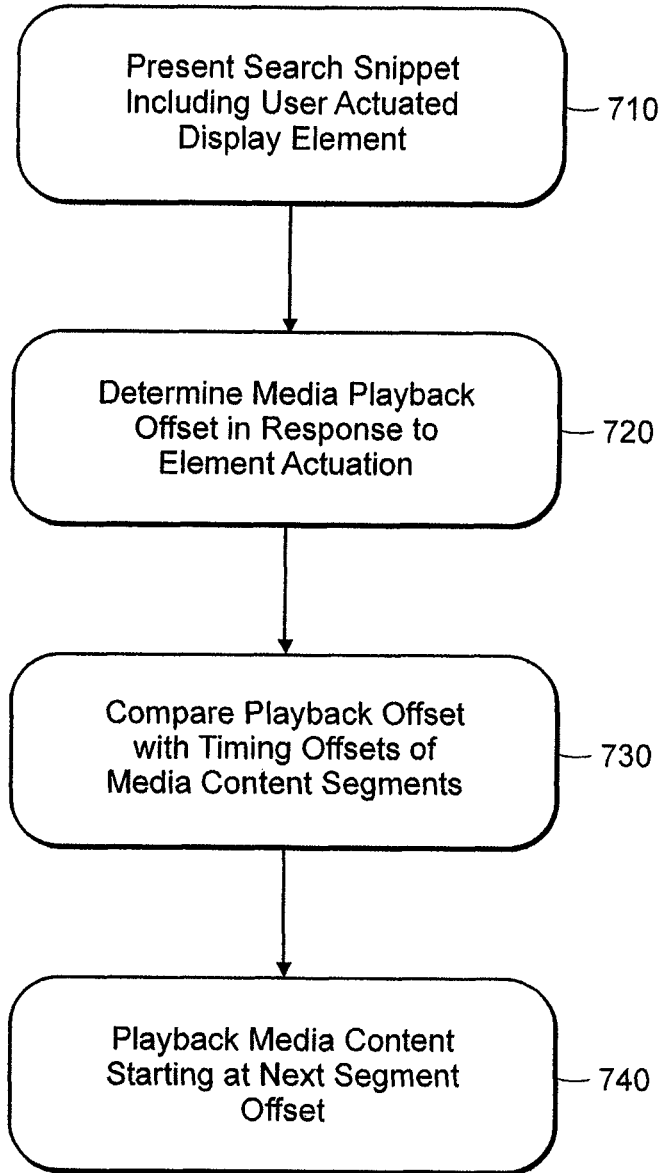 Present Search Snippet
Including User Actuated
Display Element
710
Determine Media Playback
Offset in Response to
Element Actuation
720
Compare Playback Offset
with Timing Offsets of
Media Content Segments
730
Playback Media Content
Starting at Next Segment
Offset
740